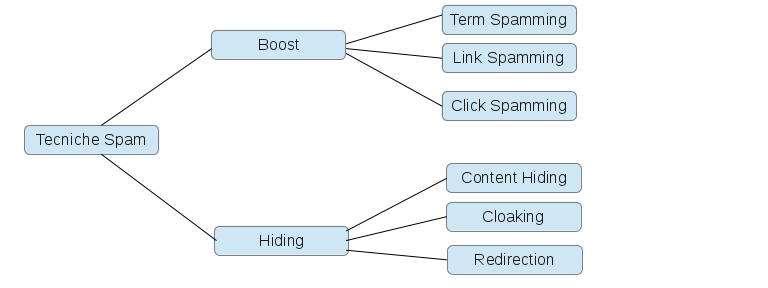 Tecniche Spam
Boost
Term Spamming
Link Spamming
Click Spamming
Hiding
Content Hiding
Cloaking
Redirection